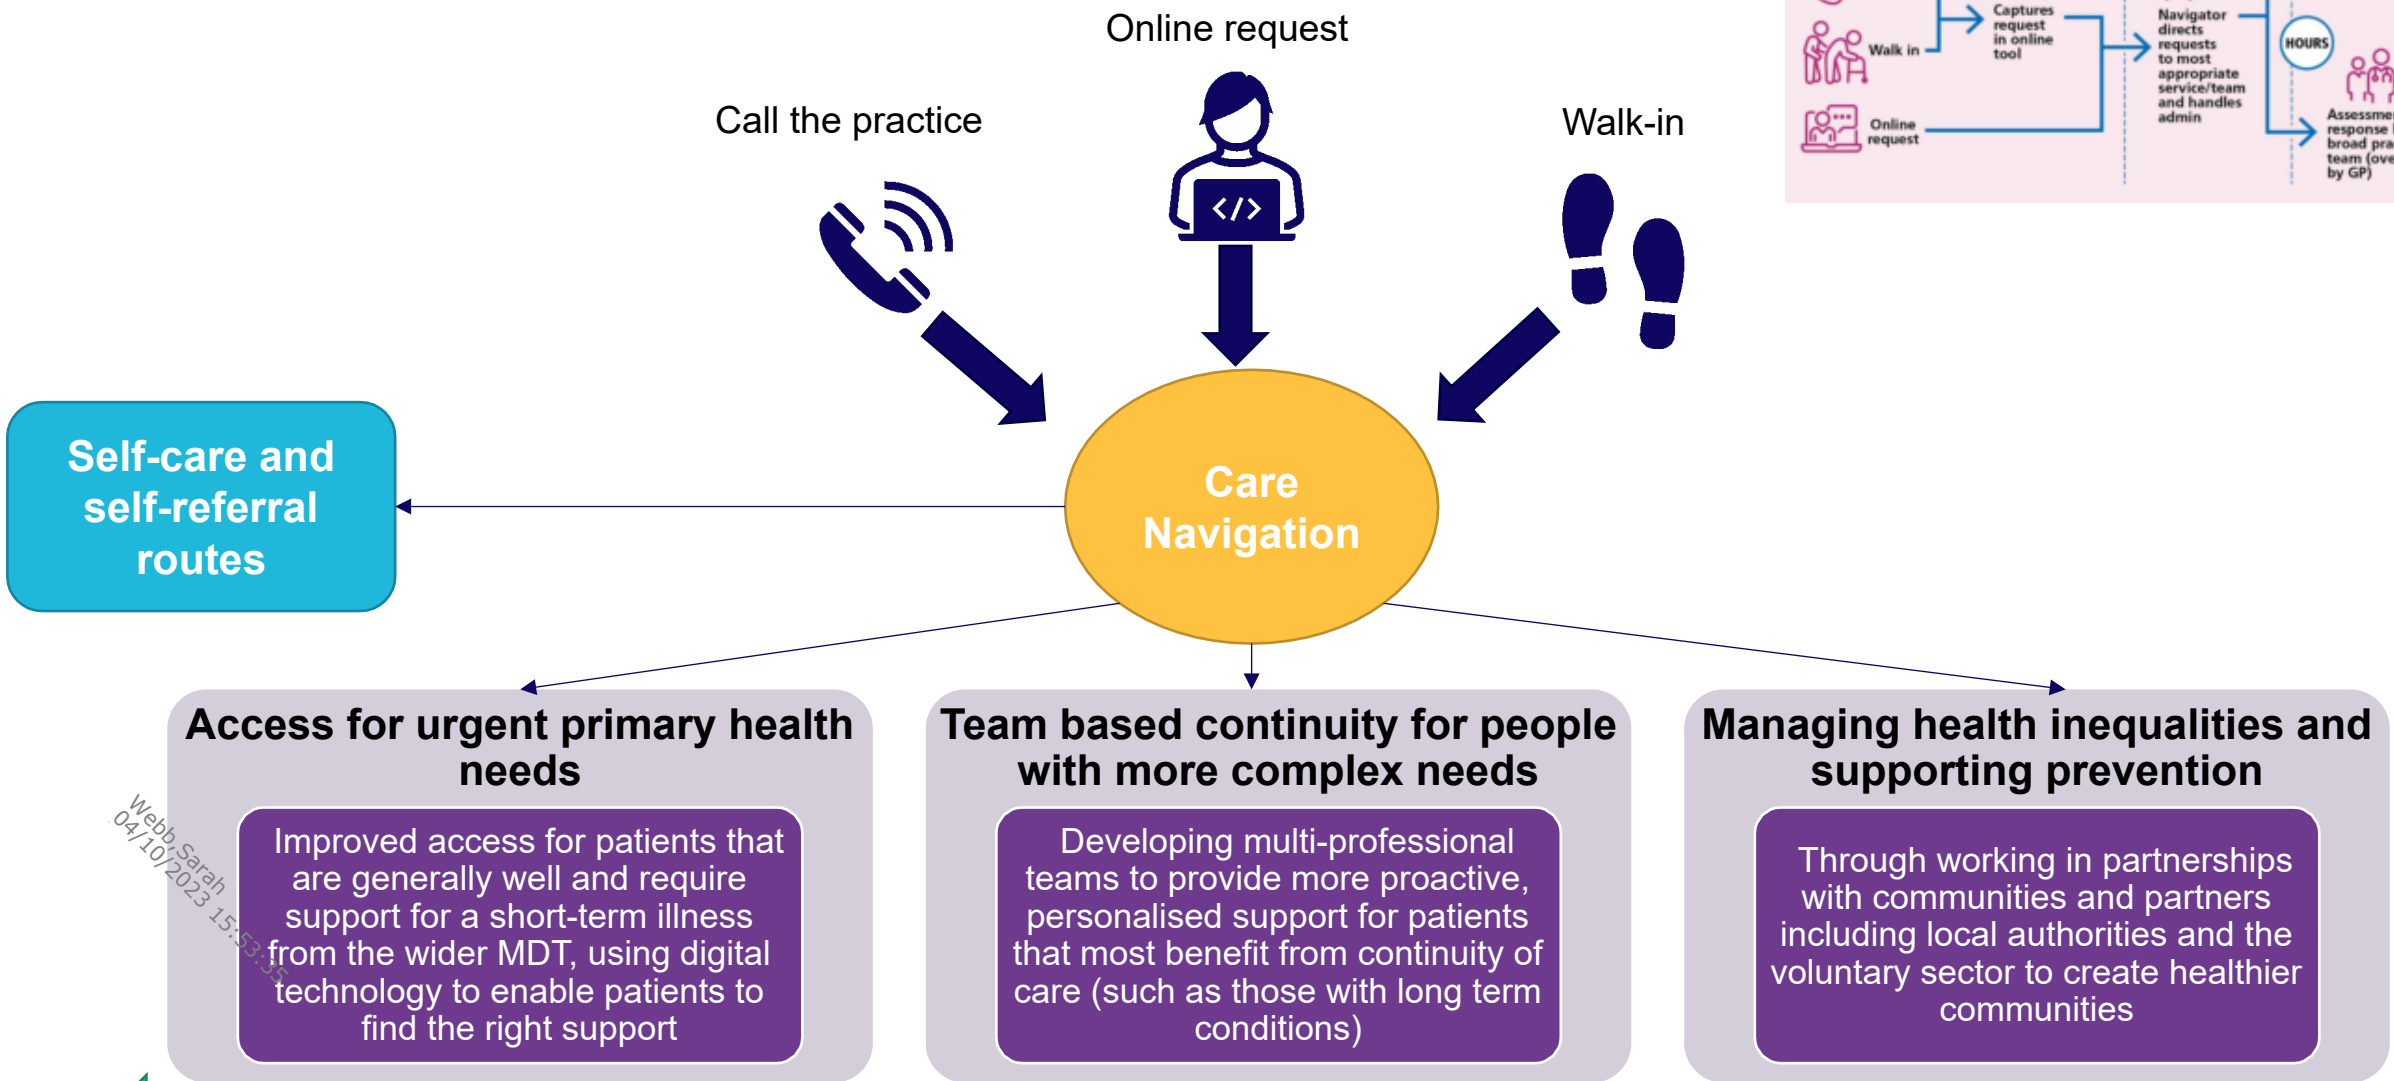 Online request
Call the practice
Walk-in
</>
Walk in
Online
request
Captures
request
in online
tool
Navigator
directs
requests
to most
appropriate
service/team
and handles
admin
HOURS
response
by GP)
Self-care and
self-referral
routes
Care
Navigation
Access for urgent primary health
needs
Improved access for patients that
are generally well and require
support for a short-term illness
from the wider MDT, using digital
technology to enable patients to
find the right support
Team based continuity for people
with more complex needs
Developing multi-professional
teams to provide more proactive,
personalised support for patients
that most benefit from continuity of
care (such as those with long term
conditions)
Managing health inequalities and
supporting prevention
Through working in partnerships
with communities and partners
including local authorities and the
voluntary sector to create healthier
communities
Webb,Sarah
04/10/2023 15:53:35